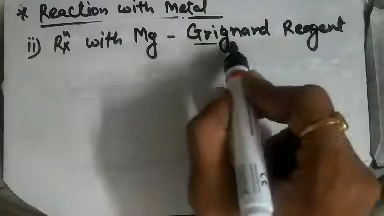 * Reaction with Metal
ii) Rxⁿ with Mg - Grignard Reagent